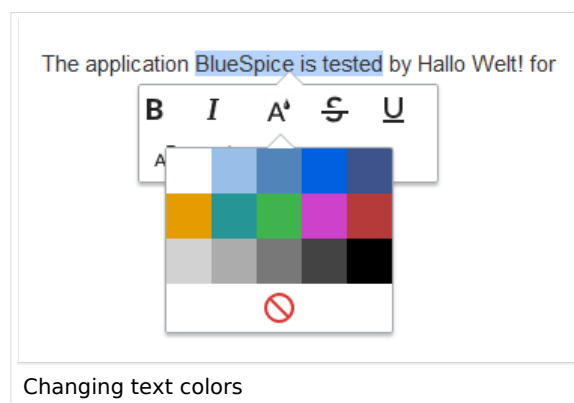 The application BlueSpice is tested by Hallo Welt! for
B I A S U
A
Changing text colors